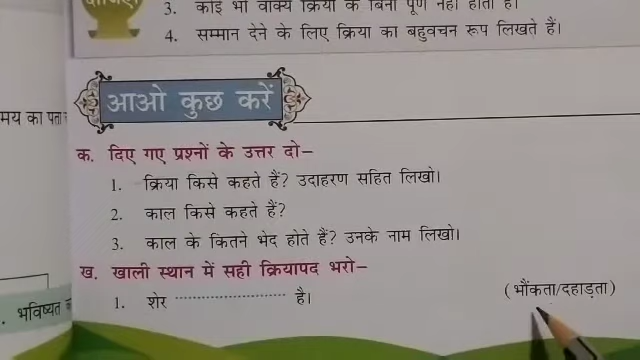 3. कोई भी वाक्य क्रिया के बिना पूर्ण नहीं होता है।
4. सम्मान देने के लिए क्रिया का बहुवचन रूप लिखते हैं।
आओ कुछ करें
मय का पता
क. दिए गए प्रश्नों के उत्तर दो–
1. क्रिया किसे कहते हैं? उदाहरण सहित लिखो।
2. काल किसे कहते हैं?
3. काल के कितने भेद होते हैं? उनके नाम लिखो।
ख. खाली स्थान में सही क्रियापद भरो–
1. शेर ........................ है। (भौंकता/दहाड़ता)
. भविष्यत